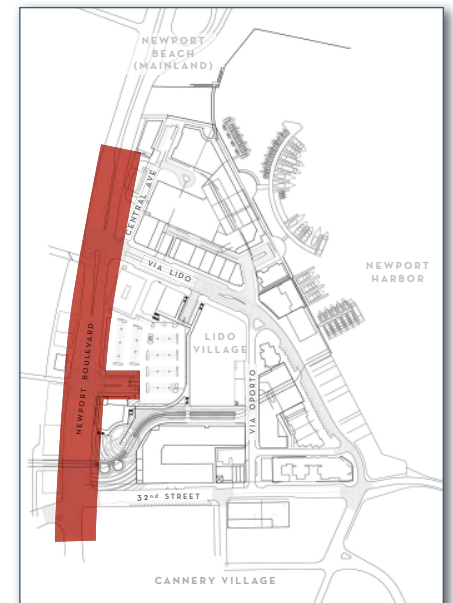 NEWPORT
BEACH
(MAINLAND)
CENTRAL AVE
VIA LIDO
NEWPORT
HARBOR
NEWPORT BOULEVARD
LIDO
VILLAGE
VIA OPORTO
32nd STREET
CANNERY VILLAGE